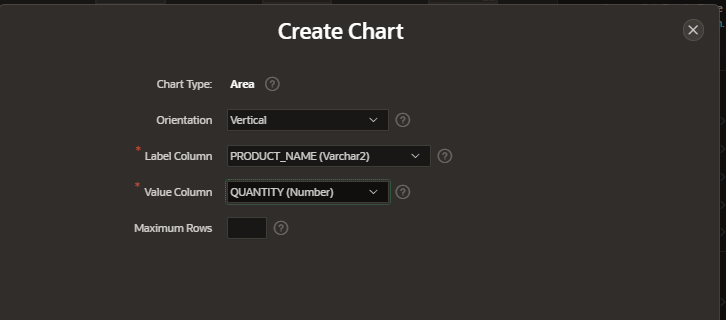 Create Chart
Chart Type: Area
Orientation Vertical
* Label Column PRODUCT_NAME (Varchar2)
* Value Column QUANTITY (Number)
Maximum Rows